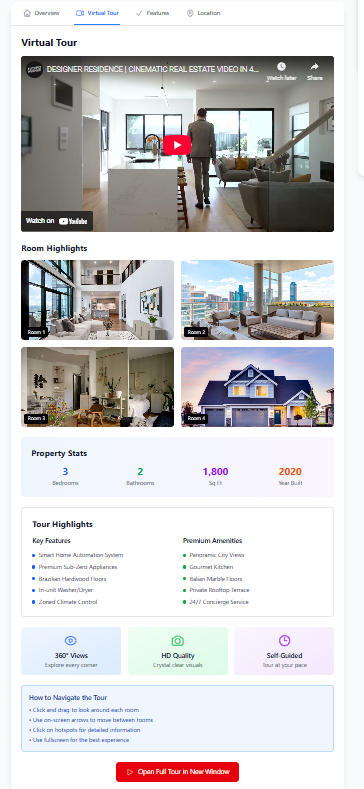 Overview Virtual Tour Features Location
Virtual Tour
DESIGNER RESIDENCE | CINEMATIC REAL ESTATE VIDEO IN 4...
Watch later Share
Watch on YouTube
Room Highlights
Room 1 Room 2
Room 3 Room 4
Property Stats
3 2 1,800 2020
Bedrooms Bathrooms Sq Ft Year Built
Tour Highlights
Key Features Premium Amenities
• Smart Home Automation System • Panoramic City Views
• Premium Sub-Zero Appliances • Gourmet Kitchen
• Brazilian Hardwood Floors • Italian Marble Floors
• In-unit Washer/Dryer • Private Rooftop Terrace
• Zoned Climate Control • 24/7 Concierge Service
360° Views HD Quality Self-Guided
Explore every corner Crystal clear visuals Tour at your pace
How to Navigate the Tour
• Click and drag to look around each room
• Use on-screen arrows to move between rooms
• Click on hotspots for detailed information
• Use fullscreen for the best experience
Open Full Tour in New Window